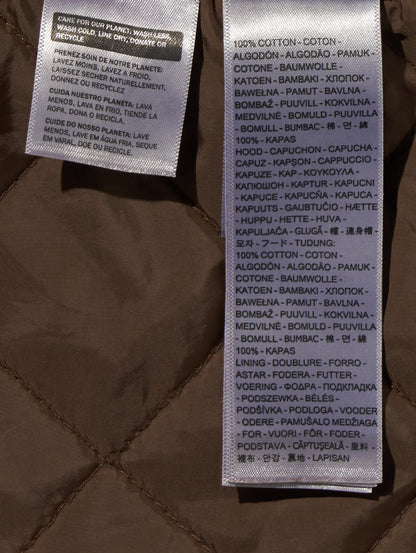 CARE FOR OUR PLANET: WASH LESS,
WASH COLD, LINE DRY, DONATE OR
RECYCLE
PRENEZ SOIN DE NOTRE PLANÈTE:
LAVEZ MOINS, LAVEZ A FROID,
LAISSEZ SÉCHER NATURELLEMENT,
DONNEZ OU RECYCLEZ
CUIDA NUESTRO PLANETA: LAVA
MENOS, LAVA EN FRIO, TIENDE LA
ROPA, DONA O RECICLA.
CUIDE DO NOSSO PLANETA: LAVE
MENOS, LAVE EM ÁGUA FRIA, SEQUE
EM VARAL, DOE OU RECICLE.
100% COTTON - COTON -
ALGODÓN - ALGODÃO - PAMUK -
COTONE - BAUMWOLLE -
KATOEN - BAMBAKI - ХЛОПОК -
BAWEŁNA - PAMUT - BAVLNA -
BOMBAŽ - PUUVILL - KOKVILNA -
MEDVILNĖ - BOMULD - PUUVILLA
- BOMULL - BUMBAC - 棉 - 면 - 綿
100% - KAPAS
HOOD - CAPUCHON - CAPUCHA -
CAPUZ - KAPŞON - CAPPUCCIO -
KAPUZE - KAP - ΚΟΥΚΟΥΛΑ -
КАПЮШОН - KAPTUR - KAPUCNI
- KAPUCE - KAPUCŇA - KAPUCA -
KAPUUTS - GAUBTUČIO - HÆTTE
- HUPPU - HETTE - HUVA -
KAPULJAČA - GLUGĂ - 帽 - 連身帽 -
모자 - フード - TUDUNG:
100% COTTON - COTON -
ALGODÓN - ALGODÃO - PAMUK -
COTONE - BAUMWOLLE -
KATOEN - BAMBAKI - ХЛОПОК -
BAWEŁNA - PAMUT - BAVLNA -
BOMBAŽ - PUUVILL - KOKVILNA -
MEDVILNĖ - BOMULD - PUUVILLA
- BOMULL - BUMBAC - 棉 - 면 - 綿
100% - KAPAS
LINING - DOUBLURE - FORRO -
ASTAR - FODERA - FUTTER -
VOERING - ΦΟΔΡΑ - ПОДКЛАДКА
- PODSZEWKA - BÉLÉS -
PODŠÍVKA - PODLOGA - VOODER
- ODERE - PAMUŠALO MEDŽIAGA
- FOR - VUORI - FÔR - FODER -
PODSTAVA - CĂPTUŞEALĂ - 里料 -
裡布 - 안감 - 裏地 - LAPISAN